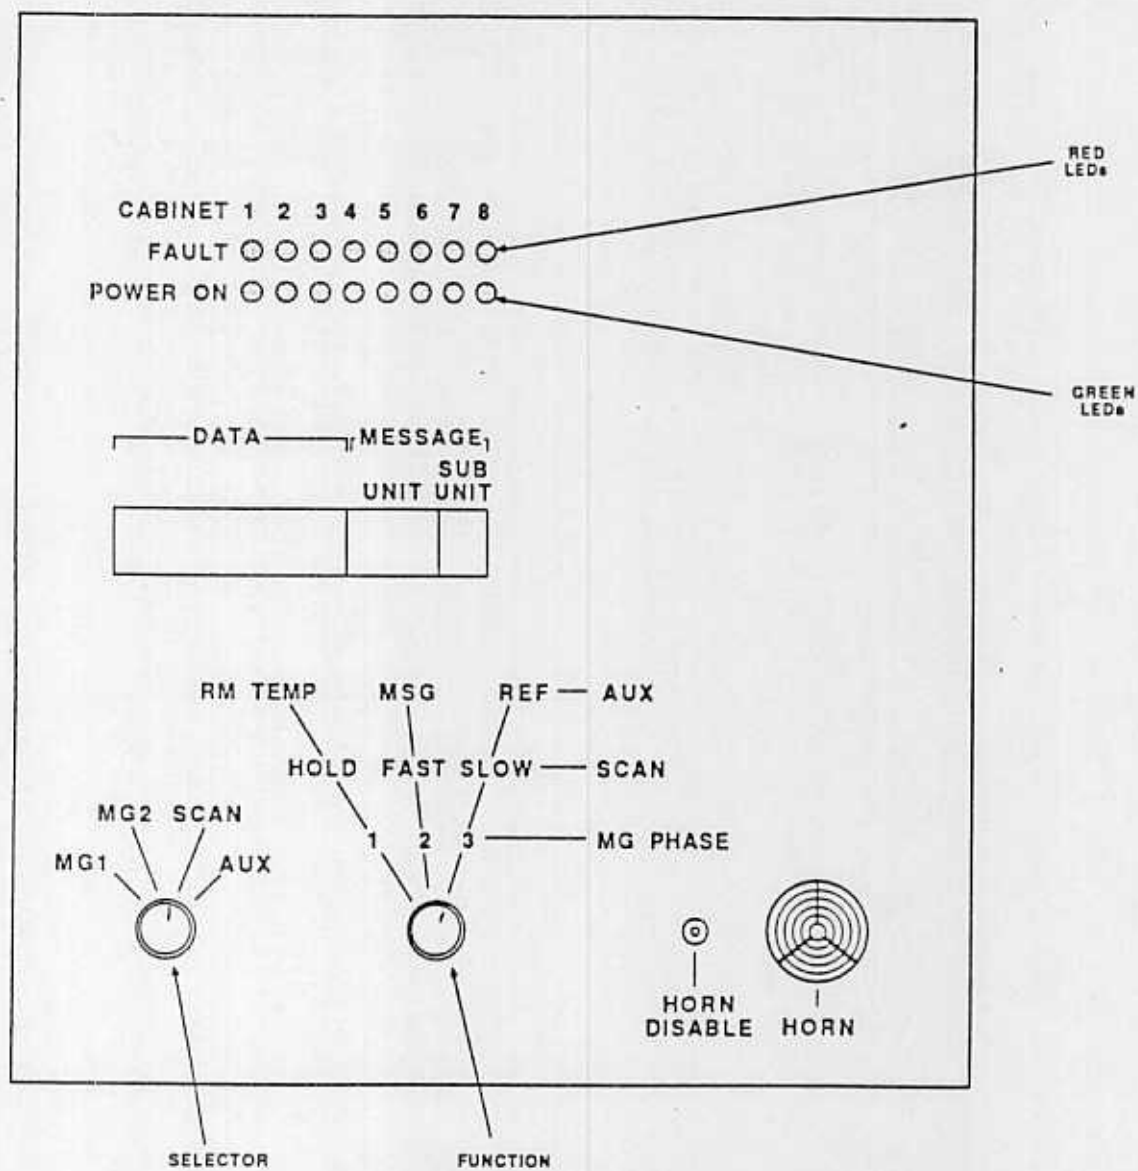 RED
LEDs
CABINET 1 2 3 4 5 6 7 8
FAULT
POWER ON
GREEN
LEDs
DATA MESSAGE
SUB
UNIT UNIT
RM TEMP MSG REF AUX
HOLD FAST SLOW SCAN
MG2 SCAN
1 2 3 MG PHASE
MG1 AUX
HORN
DISABLE HORN
SELECTOR FUNCTION